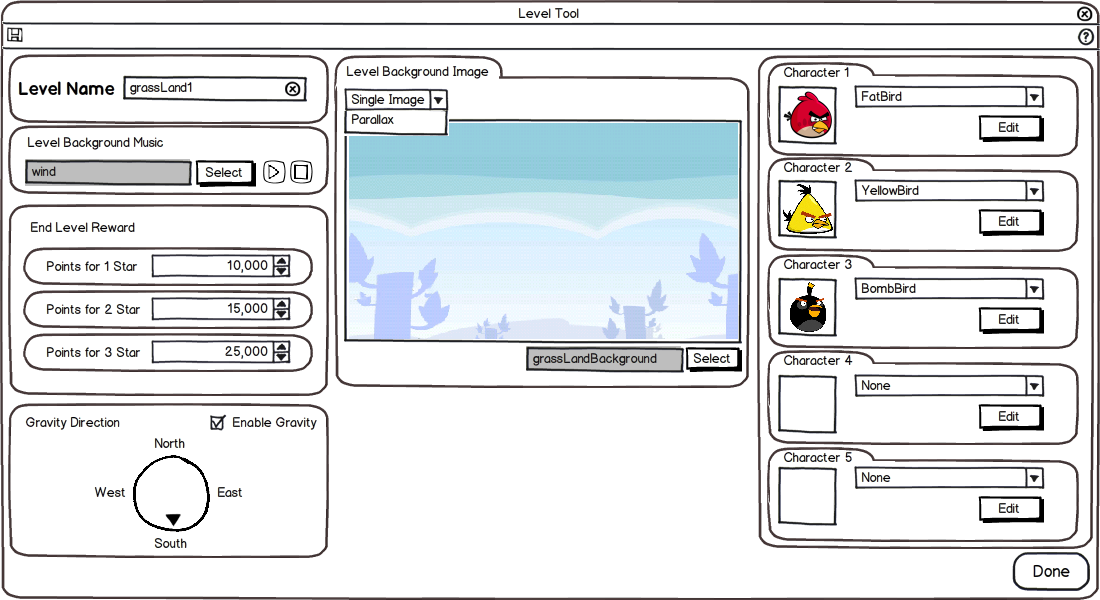 Level Tool
Level Name
grassLand1
Level Background Music
wind
Select
End Level Reward
Points for 1 Star
10,000
Points for 2 Star
15,000
Points for 3 Star
25,000
Gravity Direction
Enable Gravity
North
West
East
South
Level Background Image
Single Image
Parallax
grassLandBackground
Select
Character 1
FatBird
Edit
Character 2
YellowBird
Edit
Character 3
BombBird
Edit
Character 4
None
Edit
Character 5
None
Edit
Done